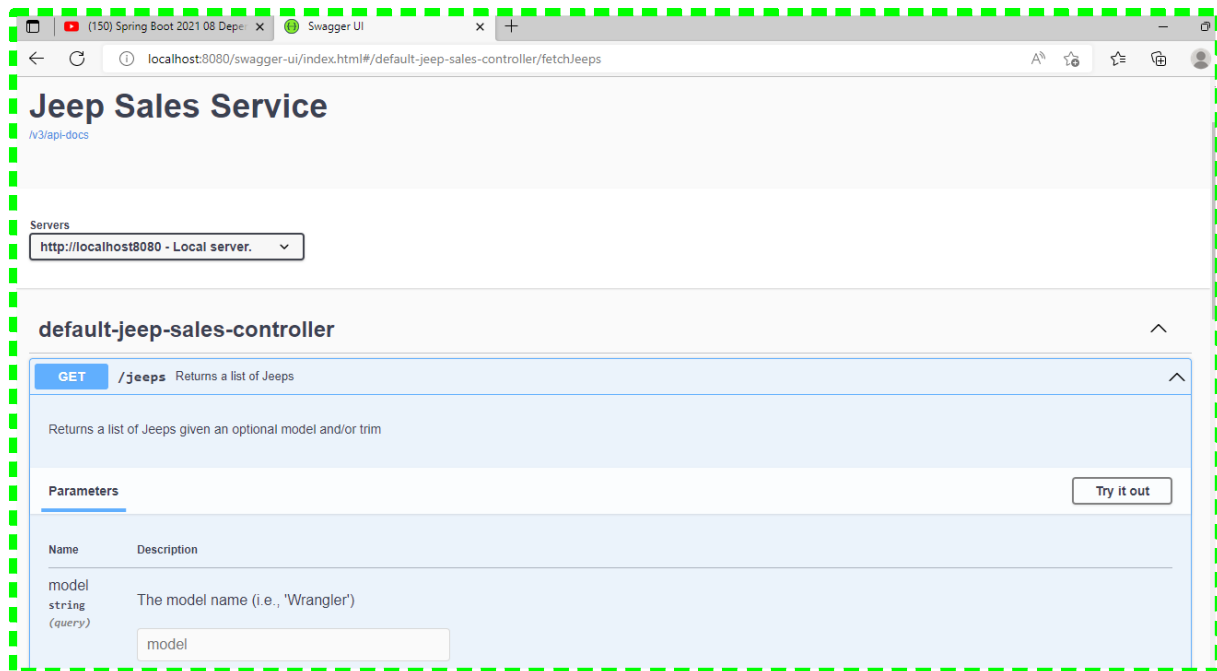 (150) Spring Boot 2021 08 Depe
Swagger UI
localhost:8080/swagger-ui/index.html#/default-jeep-sales-controller/fetchJeeps
Jeep Sales Service
/v3/api-docs
Servers
http://localhost8080 - Local server.
default-jeep-sales-controller
GET /jeeps Returns a list of Jeeps
Returns a list of Jeeps given an optional model and/or trim
Parameters
Try it out
Name Description
model
string
(query)
The model name (i.e., 'Wrangler')
model